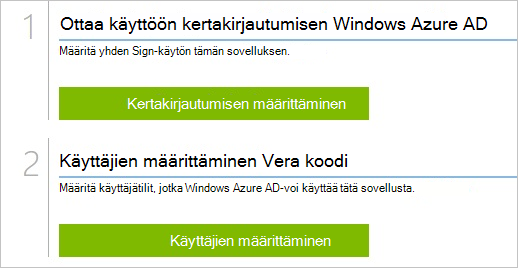 1
Ottaa käyttöön kertakirjautumisen Windows Azure AD
Määritä yhden Sign-käytön tämän sovelluksen.
Kertakirjautumisen määrittäminen
2
Käyttäjien määrittäminen Vera koodi
Määritä käyttäjätilit, jotka Windows Azure AD-voi käyttää tätä sovellusta.
Käyttäjien määrittäminen